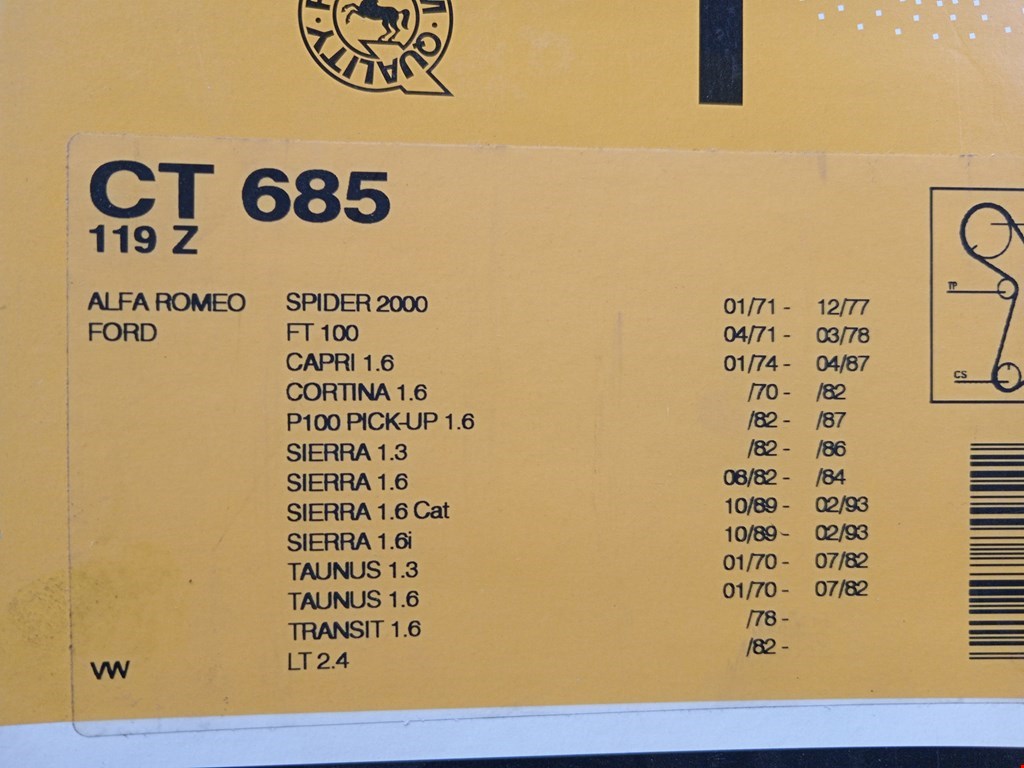 QUALITY
CT 685
119 Z
ALFA ROMEO SPIDER 2000 01/71 - 12/77
FORD FT 100 04/71 - 03/78
CAPRI 1.6 01/74 - 04/87
CORTINA 1.6 /70 - /82
P100 PICK-UP 1.6 /82 - /87
SIERRA 1.3 /82 - /86
SIERRA 1.6 08/82 - /84
SIERRA 1.6 Cat 10/89 - 02/93
SIERRA 1.6i 10/89 - 02/93
TAUNUS 1.3 01/70 - 07/82
TAUNUS 1.6 01/70 - 07/82
TRANSIT 1.6 /78 -
VW LT 2.4 /82 -
TP
CS